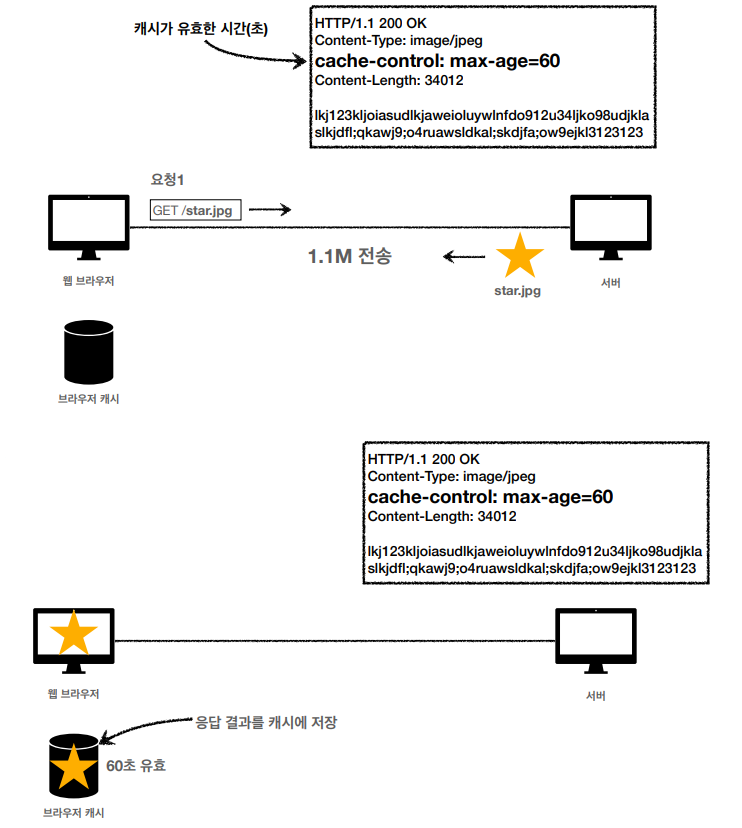 캐시가 유효한 시간(초)
HTTP/1.1 200 OK
Content-Type: image/jpeg
cache-control: max-age=60
Content-Length: 34012
lkj123kljoiasudlkjaweioluywlnfdo912u34ljko98udjkla
slkjdfl;qkawj9;o4ruawsldkal;skdjfa;ow9ejkl3123123
요청1
GET /star.jpg
1.1M 전송
star.jpg
웹 브라우저
서버
브라우저 캐시
HTTP/1.1 200 OK
Content-Type: image/jpeg
cache-control: max-age=60
Content-Length: 34012
lkj123kljoiasudlkjaweioluywlnfdo912u34ljko98udjkla
slkjdfl;qkawj9;o4ruawsldkal;skdjfa;ow9ejkl3123123
웹 브라우저
서버
응답 결과를 캐시에 저장
60초 유효
브라우저 캐시